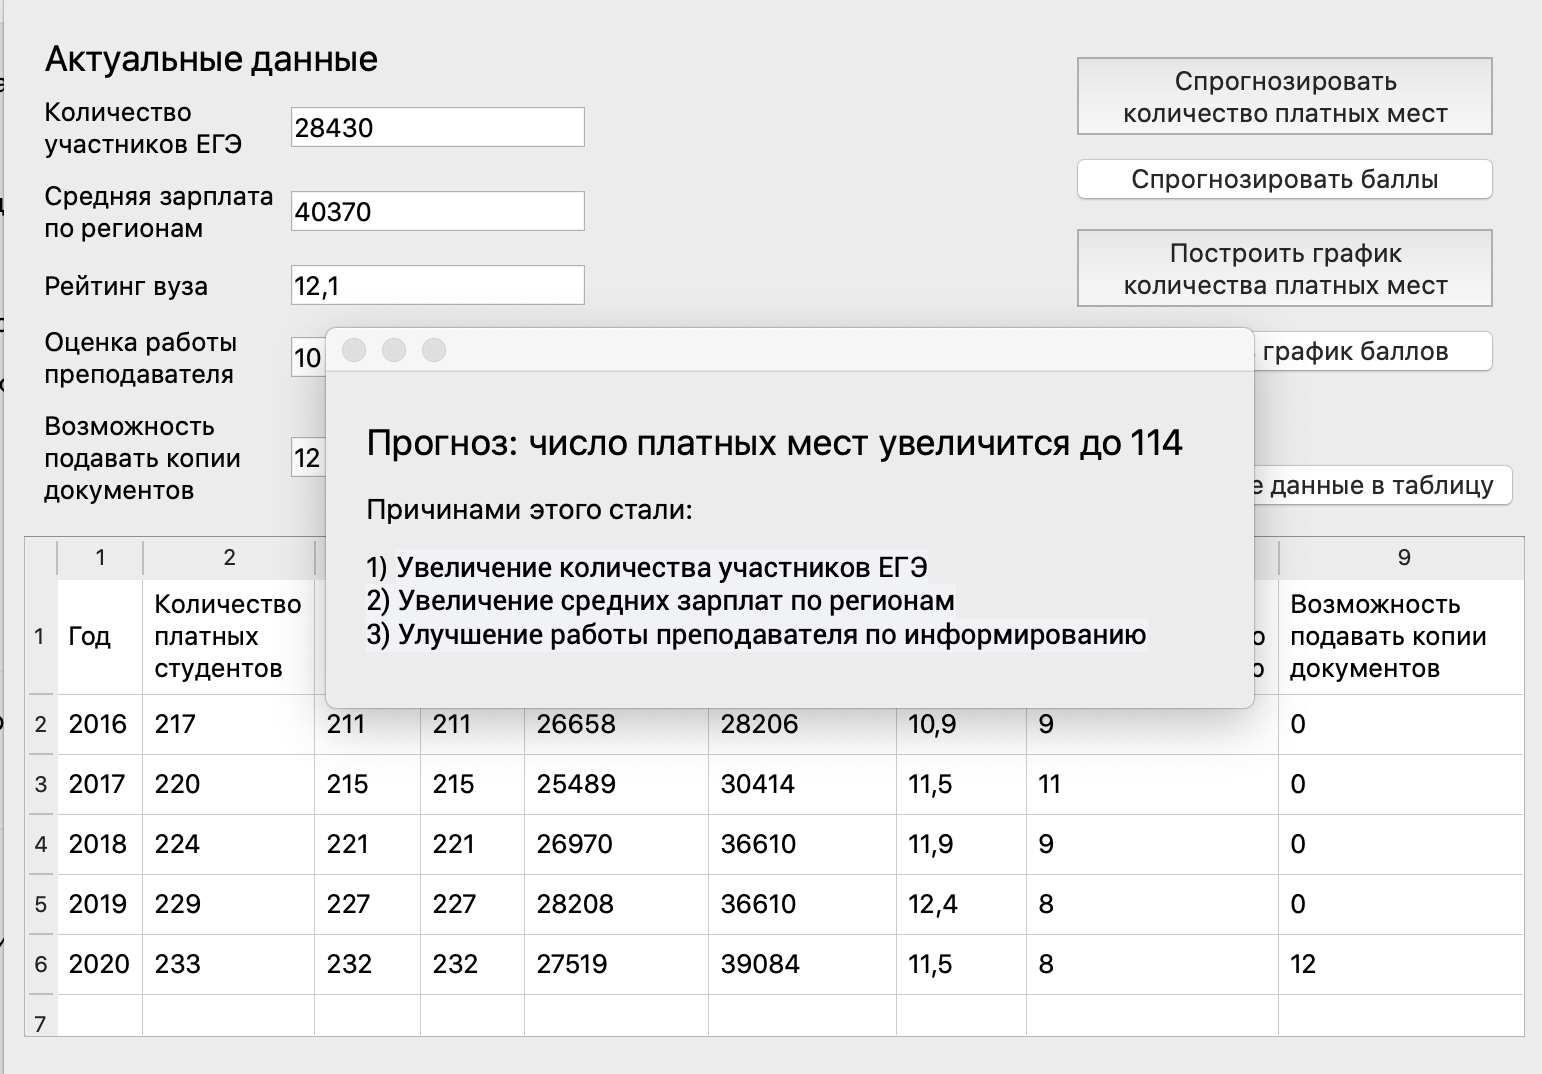 Актуальные данные
Количество
участников ЕГЭ
28430
Средняя зарплата
по регионам
40370
Рейтинг вуза
12,1
Оценка работы
преподавателя
10
Возможность
подавать копии
документов
12
Спрогнозировать
количество платных мест
Спрогнозировать баллы
Построить график
количества платных мест
график баллов
данные в таблицу
Прогноз: число платных мест увеличится до 114
Причинами этого стали:
1) Увеличение количества участников ЕГЭ
2) Увеличение средних зарплат по регионам
3) Улучшение работы преподавателя по информированию
1 2 9
1 Год Количество платных студентов Возможность подавать копии документов
2 2016 217 211 211 26658 28206 10,9 9 0
3 2017 220 215 215 25489 30414 11,5 11 0
4 2018 224 221 221 26970 36610 11,9 9 0
5 2019 229 227 227 28208 36610 12,4 8 0
6 2020 233 232 232 27519 39084 11,5 8 12
7